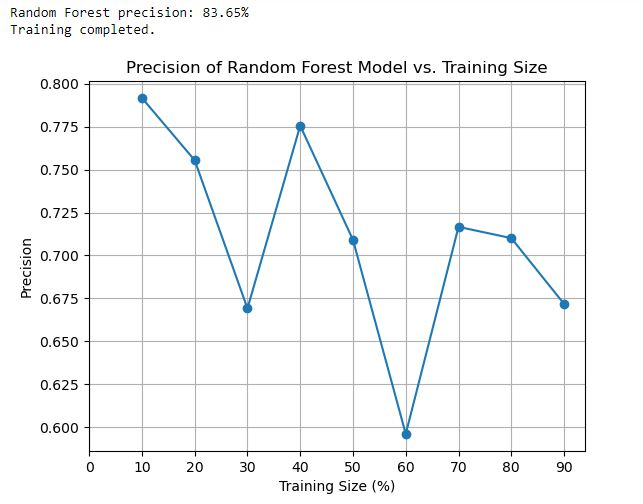 Random Forest precision: 83.65%
Training completed.
Precision of Random Forest Model vs. Training Size
0.800
0.775
0.750
0.725
0.700
0.675
0.650
0.625
0.600
Precision
0 10 20 30 40 50 60 70 80 90
Training Size (%)